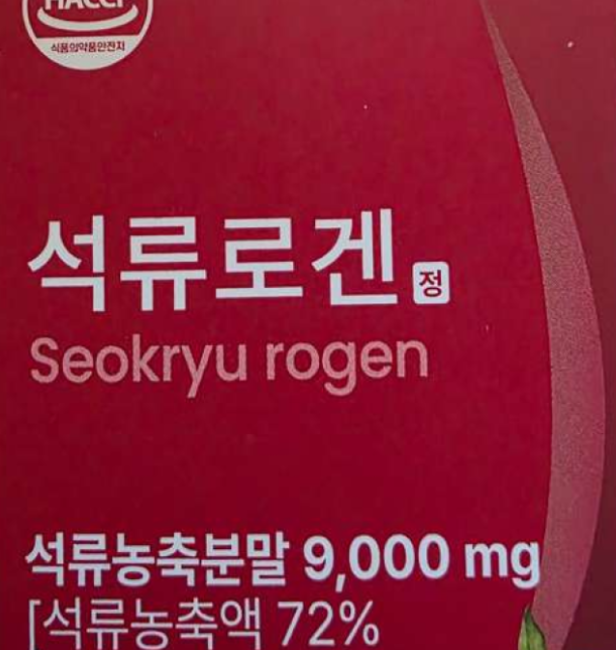 HACCP
식품의약품안전처
석류로겐 정
Seokryu rogen
석류농축분말 9,000 mg
[석류농축액 72%